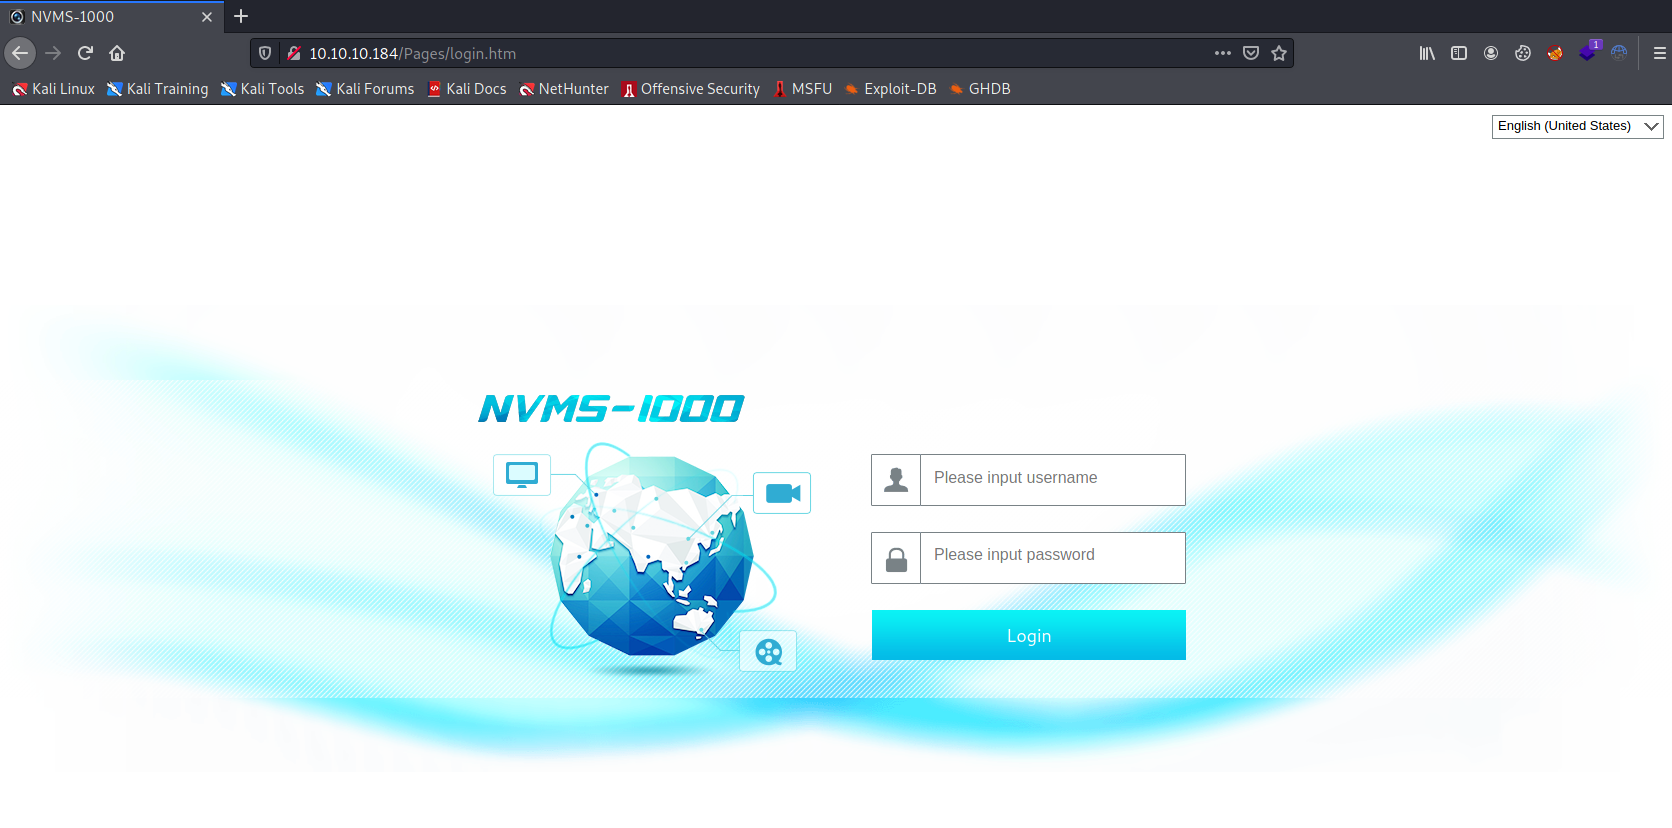 NVMS-1000
10.10.10.184/Pages/login.htm
1
Kali Linux Kali Training Kali Tools Kali Forums Kali Docs NetHunter Offensive Security MSFU Exploit-DB GHDB
English (United States)
NVMS-1000
Please input username
Please input password
Login